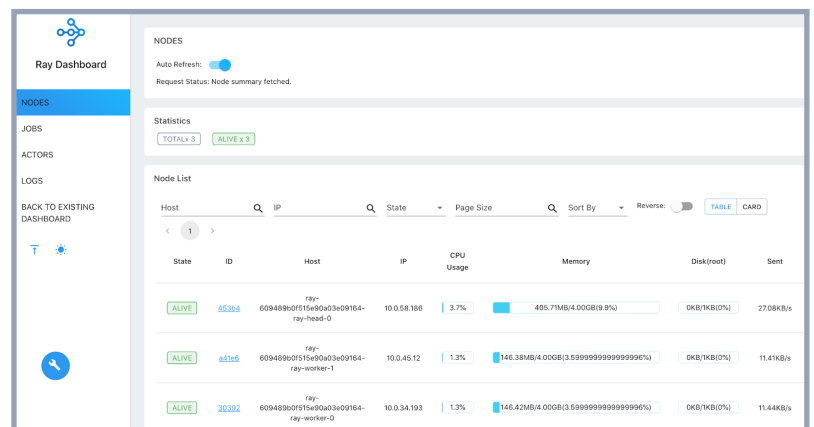 Ray Dashboard
NODES
JOBS
ACTORS
LOGS
BACK TO EXISTING
DASHBOARD
NODES
Auto Refresh:
Request Status: Node summary fetched.
Statistics
TOTALx 3 ALIVE x 3
Node List
Host IP State Page Size Sort By Reverse: TABLE CARD
< 1 >
State ID Host IP CPU Usage Memory Disk(root) Sent
ALIVE 453b4 ray-609489b0f515e90a03e09164-ray-head-0 10.0.58.186 3.7% 405.71MB/4.00GB(9.9%) 0KB/1KB(0%) 27.08KB/s
ALIVE a41e6 ray-609489b0f515e90a03e09164-ray-worker-1 10.0.45.12 1.3% 146.38MB/4.00GB(3.5999999999999996%) 0KB/1KB(0%) 11.41KB/s
ALIVE 30392 ray-609489b0f515e90a03e09164-ray-worker-0 10.0.34.193 1.3% 146.42MB/4.00GB(3.5999999999999996%) 0KB/1KB(0%) 11.44KB/s